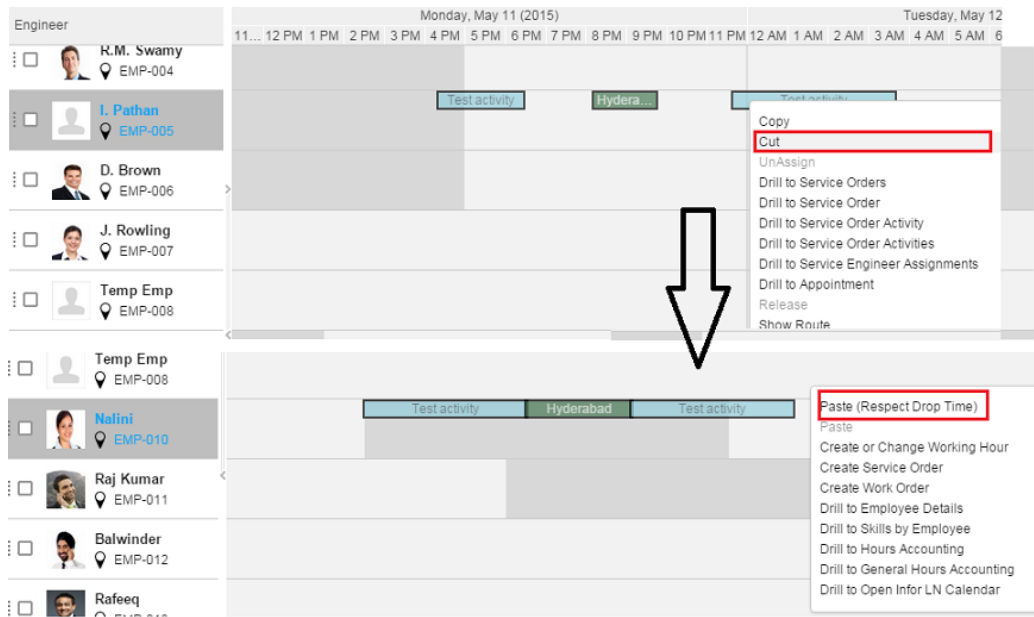 Engineer
Monday, May 11 (2015)
Tuesday, May 12
11... 12 PM 1 PM 2 PM 3 PM 4 PM 5 PM 6 PM 7 PM 8 PM 9 PM 10 PM 11 PM 12 AM 1 AM 2 AM 3 AM 4 AM 5 AM 6
R.M. Swamy
EMP-004
I. Pathan
EMP-005
Test activity
Hydera...
Test activity
D. Brown
EMP-006
J. Rowling
EMP-007
Temp Emp
EMP-008
Copy
Cut
UnAssign
Drill to Service Orders
Drill to Service Order
Drill to Service Order Activity
Drill to Service Order Activities
Drill to Service Engineer Assignments
Drill to Appointment
Release
Show Route
Temp Emp
EMP-008
Nalini
EMP-010
Test activity
Hyderabad
Test activity
Raj Kumar
EMP-011
Balwinder
EMP-012
Rafeeq
Paste (Respect Drop Time)
Paste
Create or Change Working Hour
Create Service Order
Create Work Order
Drill to Employee Details
Drill to Skills by Employee
Drill to Hours Accounting
Drill to General Hours Accounting
Drill to Open Infor LN Calendar